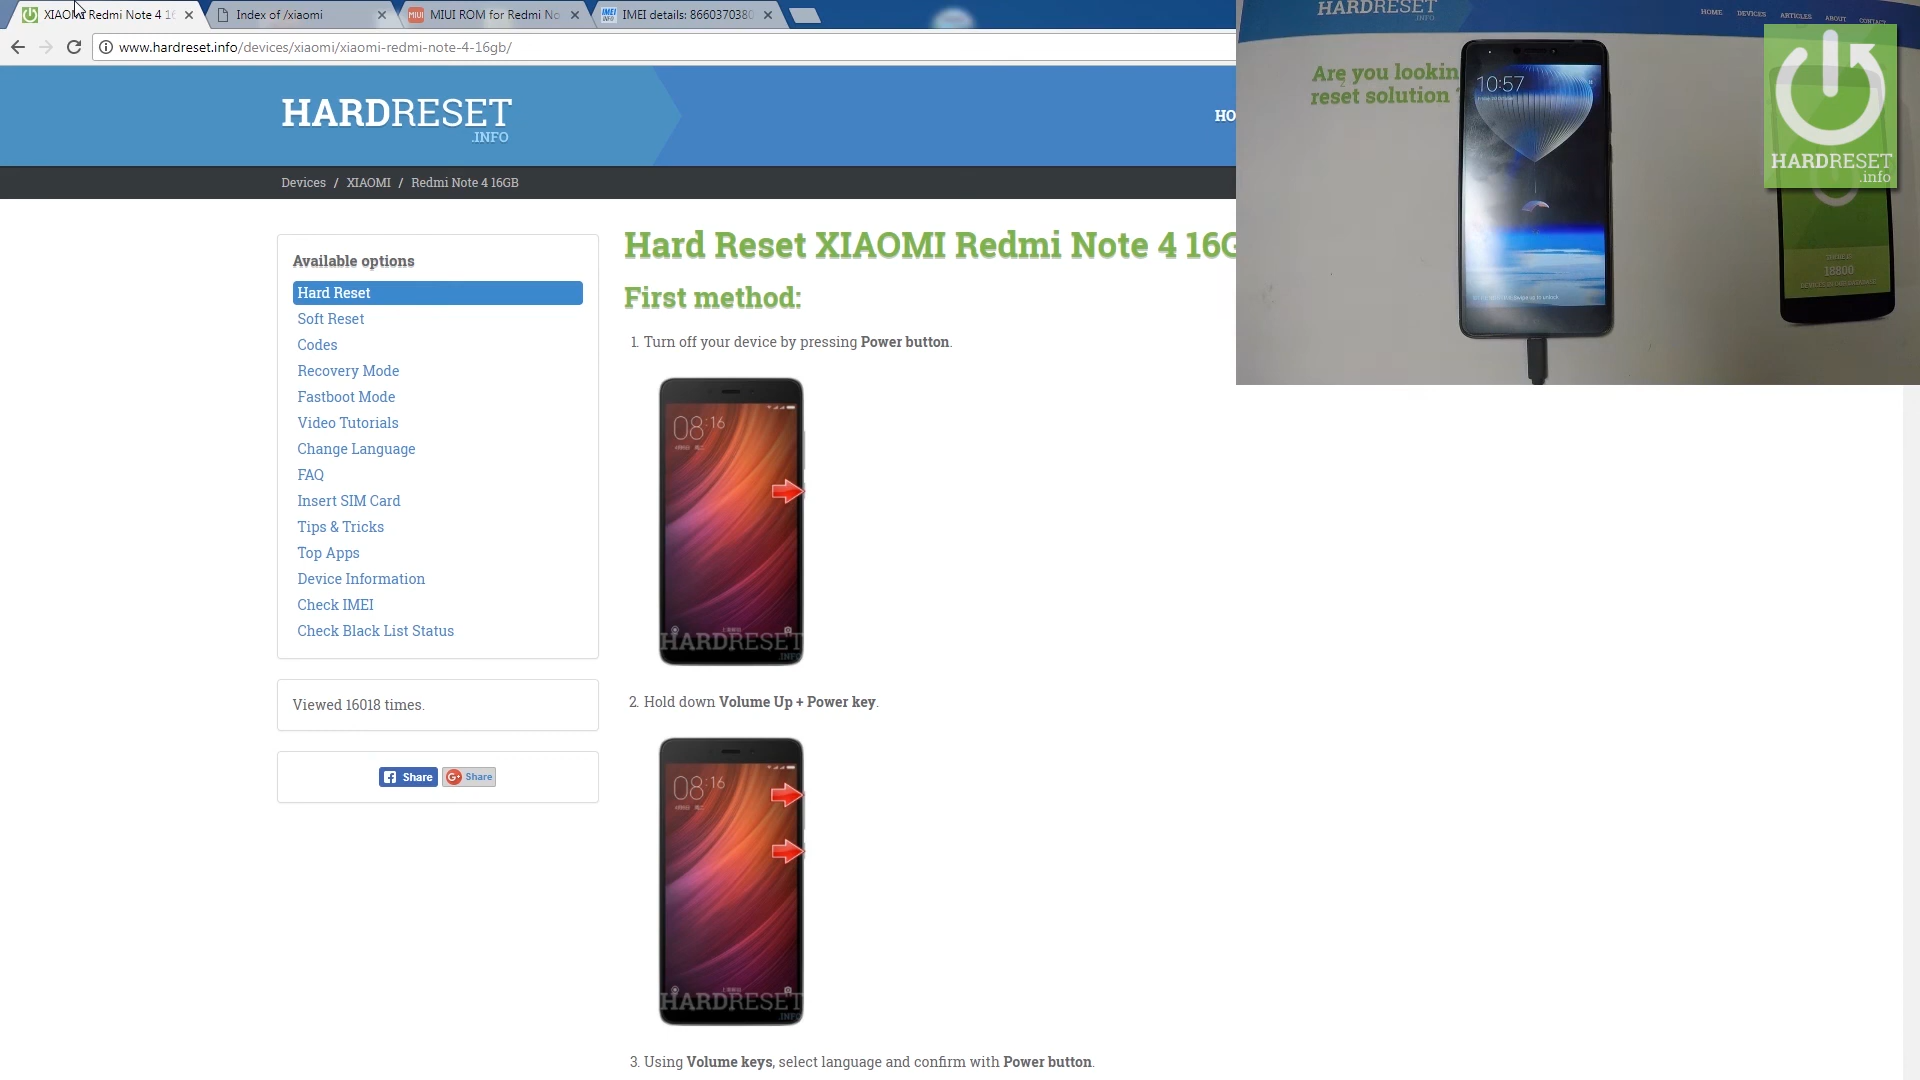 XIAOMI Redmi Note 4 16
Index of /xiaomi
MIUI ROM for Redmi No
IMEI details: 8660370380
www.hardreset.info/devices/xiaomi/xiaomi-redmi-note-4-16gb/
HARDRESET
.INFO
HO
Devices / XIAOMI / Redmi Note 4 16GB
Available options
Hard Reset
Soft Reset
Codes
Recovery Mode
Fastboot Mode
Video Tutorials
Change Language
FAQ
Insert SIM Card
Tips & Tricks
Top Apps
Device Information
Check IMEI
Check Black List Status
Viewed 16018 times.
Share
Share
Hard Reset XIAOMI Redmi Note 4 16G
First method:
1. Turn off your device by pressing Power button.
08:16
HARDRESET
.INFO
2. Hold down Volume Up + Power key.
08:16
HARDRESET
.INFO
3. Using Volume keys, select language and confirm with Power button.
HARDRESET
.INFO
HOME DEVICES ARTICLES ABOUT CONTACT
Are you lookin
reset solution ?
10:57
HARDRESET
.info
18800